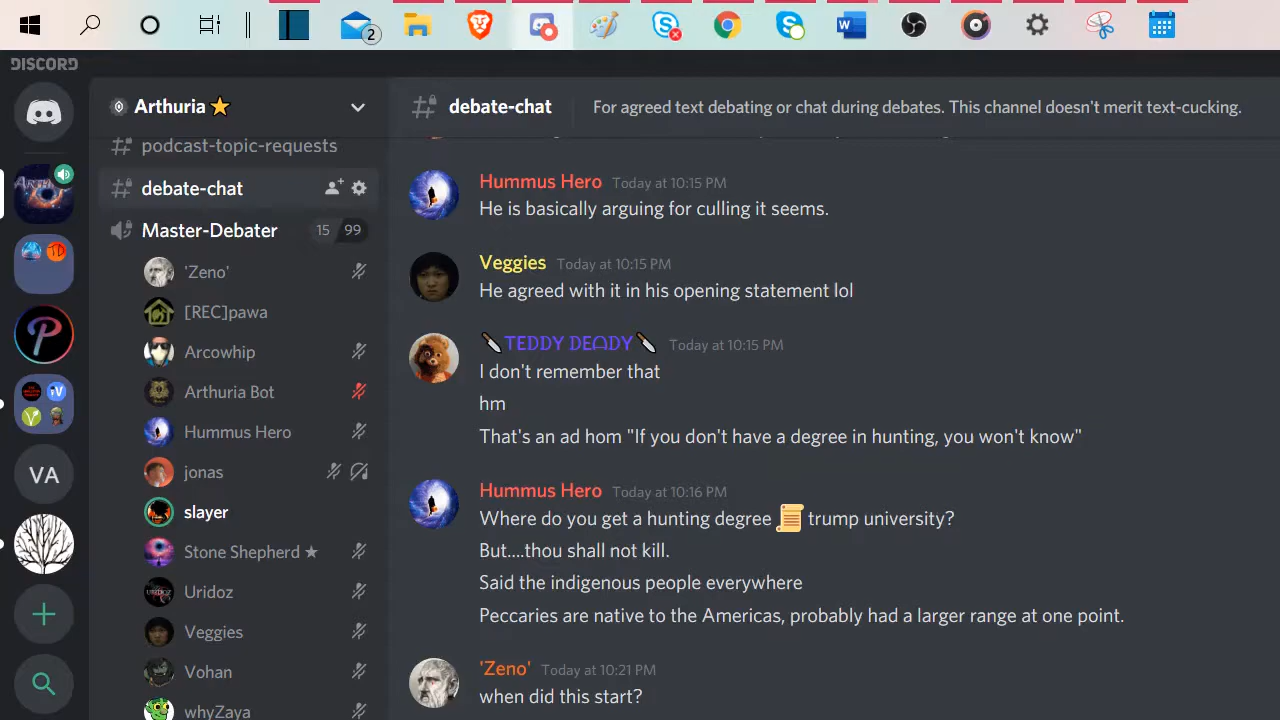 2
DISCORD
Arthuria
debate-chat
For agreed text debating or chat during debates. This channel doesn't merit text-cucking.
podcast-topic-requests
debate-chat
Master-Debater
15 99
'Zeno'
[REC]pawa
Arcowhip
Arthuria Bot
Hummus Hero
jonas
slayer
Stone Shepherd ★
Uridoz
Veggies
Vohan
whyZaya
VA
Hummus Hero Today at 10:15 PM
He is basically arguing for culling it seems.
Veggies Today at 10:15 PM
He agreed with it in his opening statement lol
🔪TEDDY DEᗩDY🔪 Today at 10:15 PM
I don't remember that
hm
That's an ad hom "If you don't have a degree in hunting, you won't know"
Hummus Hero Today at 10:16 PM
Where do you get a hunting degree 📜 trump university?
But....thou shall not kill.
Said the indigenous people everywhere
Peccaries are native to the Americas, probably had a larger range at one point.
'Zeno' Today at 10:21 PM
when did this start?